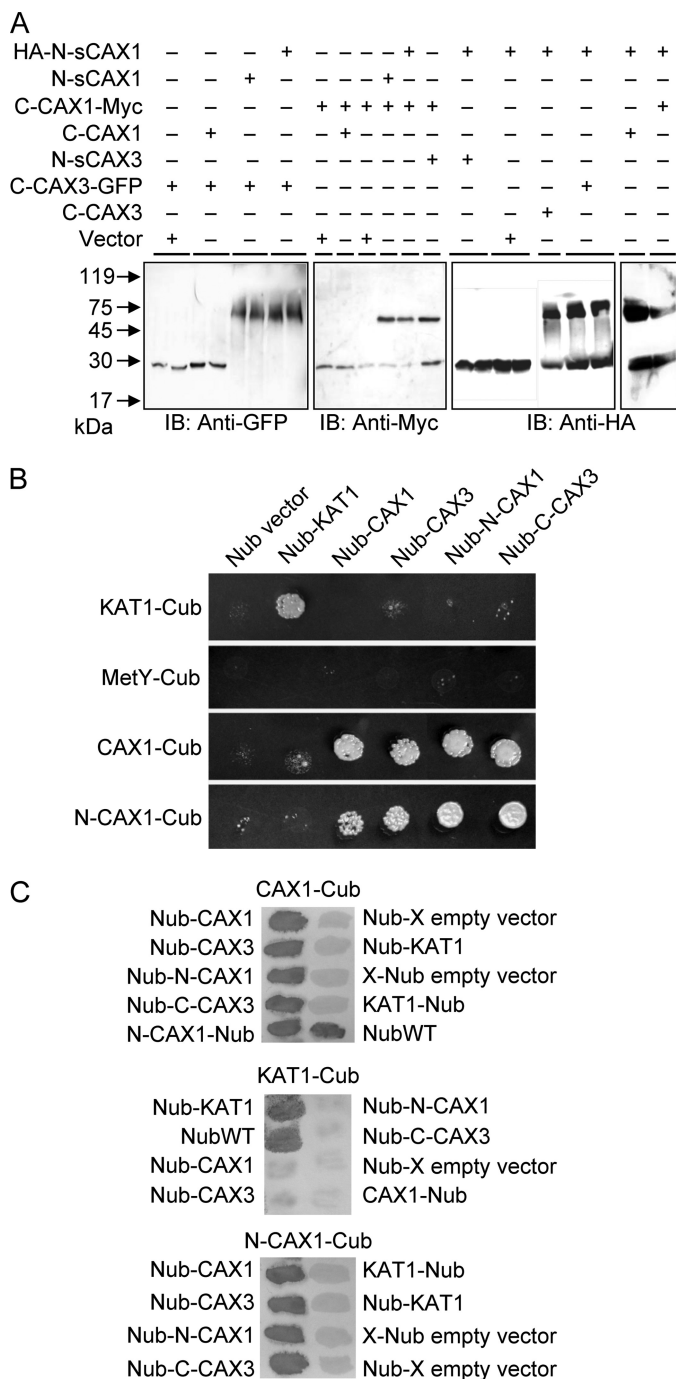 A
HA-N-sCAX1 – – – + – – – – + – + + + + + +
N-sCAX1 – – + – – – – + – – – – – – – –
C-CAX1-Myc – – – – + + + + + + – – – – – +
C-CAX1 – + – – – + – – – – – – – – + –
N-sCAX3 – – – – – – – – – + + – – – – –
C-CAX3-GFP + + + + – – – – – – – – – + – –
C-CAX3 – – – – – – – – – – – – + – – –
Vector + – – – + – + – – – – + – – – –
119
75
45
30
17
kDa
IB: Anti-GFP
IB: Anti-Myc
IB: Anti-HA
B
Nub vector
Nub-KAT1
Nub-CAX1
Nub-CAX3
Nub-N-CAX1
Nub-C-CAX3
KAT1-Cub
MetY-Cub
CAX1-Cub
N-CAX1-Cub
C
CAX1-Cub
Nub-CAX1 Nub-X empty vector
Nub-CAX3 Nub-KAT1
Nub-N-CAX1 X-Nub empty vector
Nub-C-CAX3 KAT1-Nub
N-CAX1-Nub NubWT
KAT1-Cub
Nub-KAT1 Nub-N-CAX1
NubWT Nub-C-CAX3
Nub-CAX1 Nub-X empty vector
Nub-CAX3 CAX1-Nub
N-CAX1-Cub
Nub-CAX1 KAT1-Nub
Nub-CAX3 Nub-KAT1
Nub-N-CAX1 X-Nub empty vector
Nub-C-CAX3 Nub-X empty vector